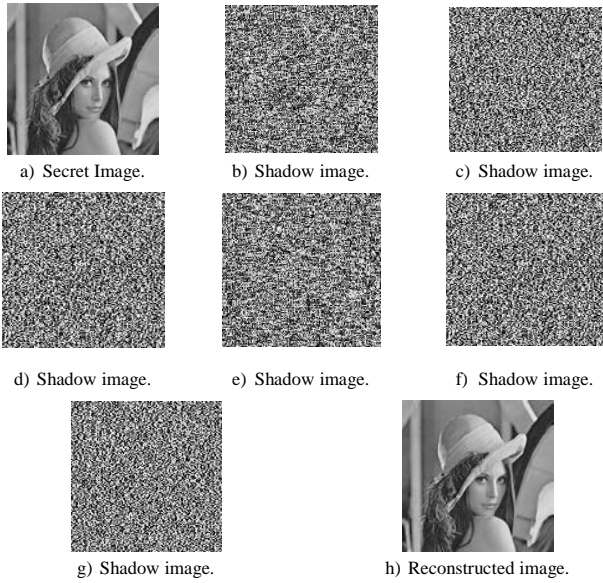 a) Secret Image.
b) Shadow image.
c) Shadow image.
d) Shadow image.
e) Shadow image.
f) Shadow image.
g) Shadow image.
h) Reconstructed image.